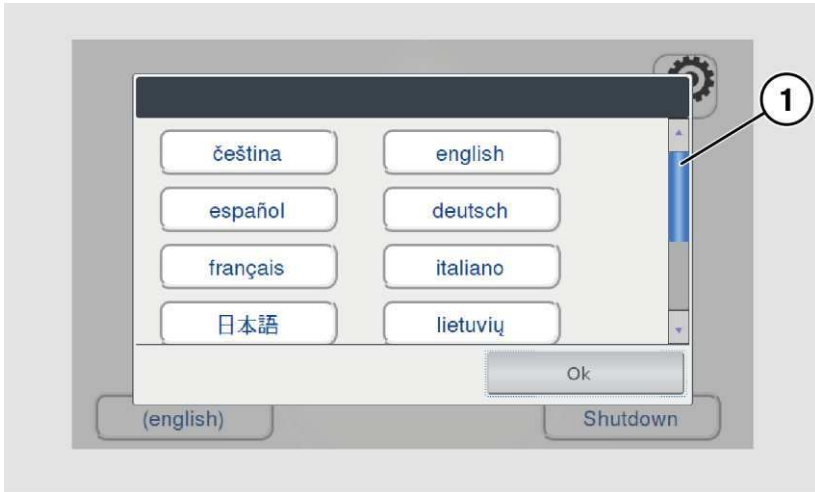 1
čeština english
español deutsch
français italiano
日本語 lietuvių
Ok
(english) Shutdown